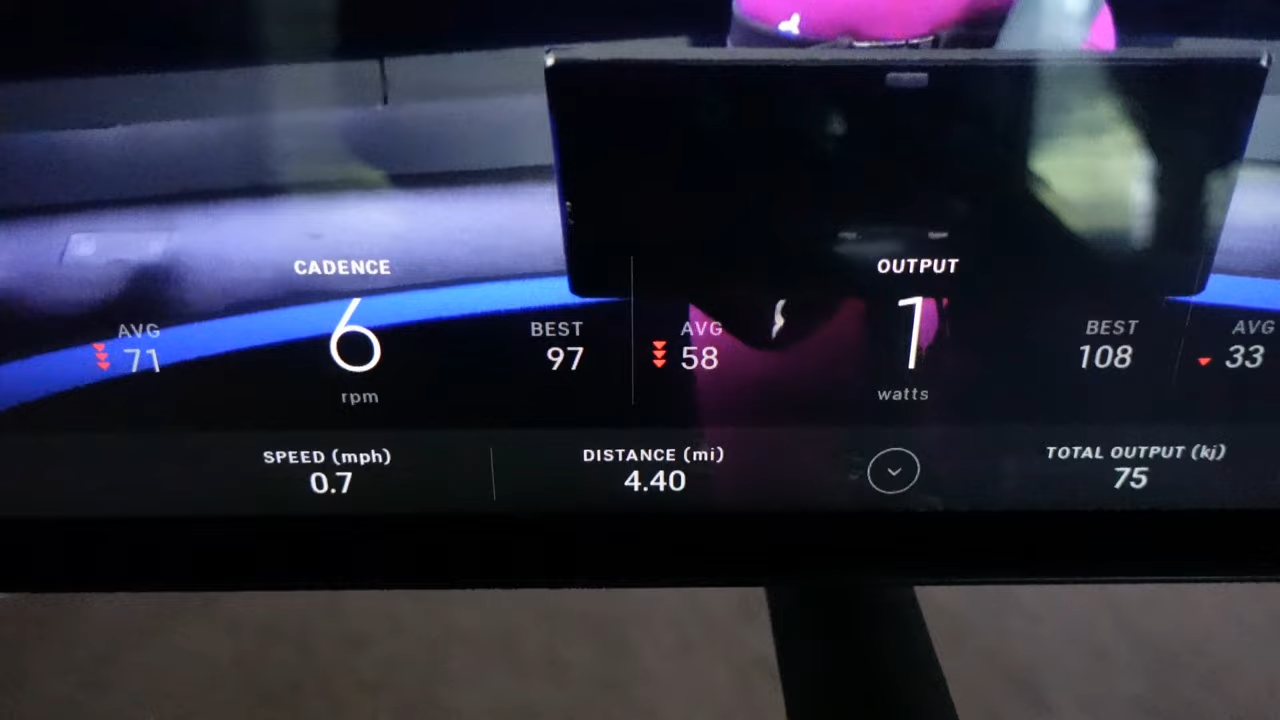 CADENCE
AVG
71
6
rpm
BEST
97
OUTPUT
AVG
58
1
watts
BEST
108
AVG
33
SPEED (mph)
0.7
DISTANCE (mi)
4.40
TOTAL OUTPUT (kj)
75